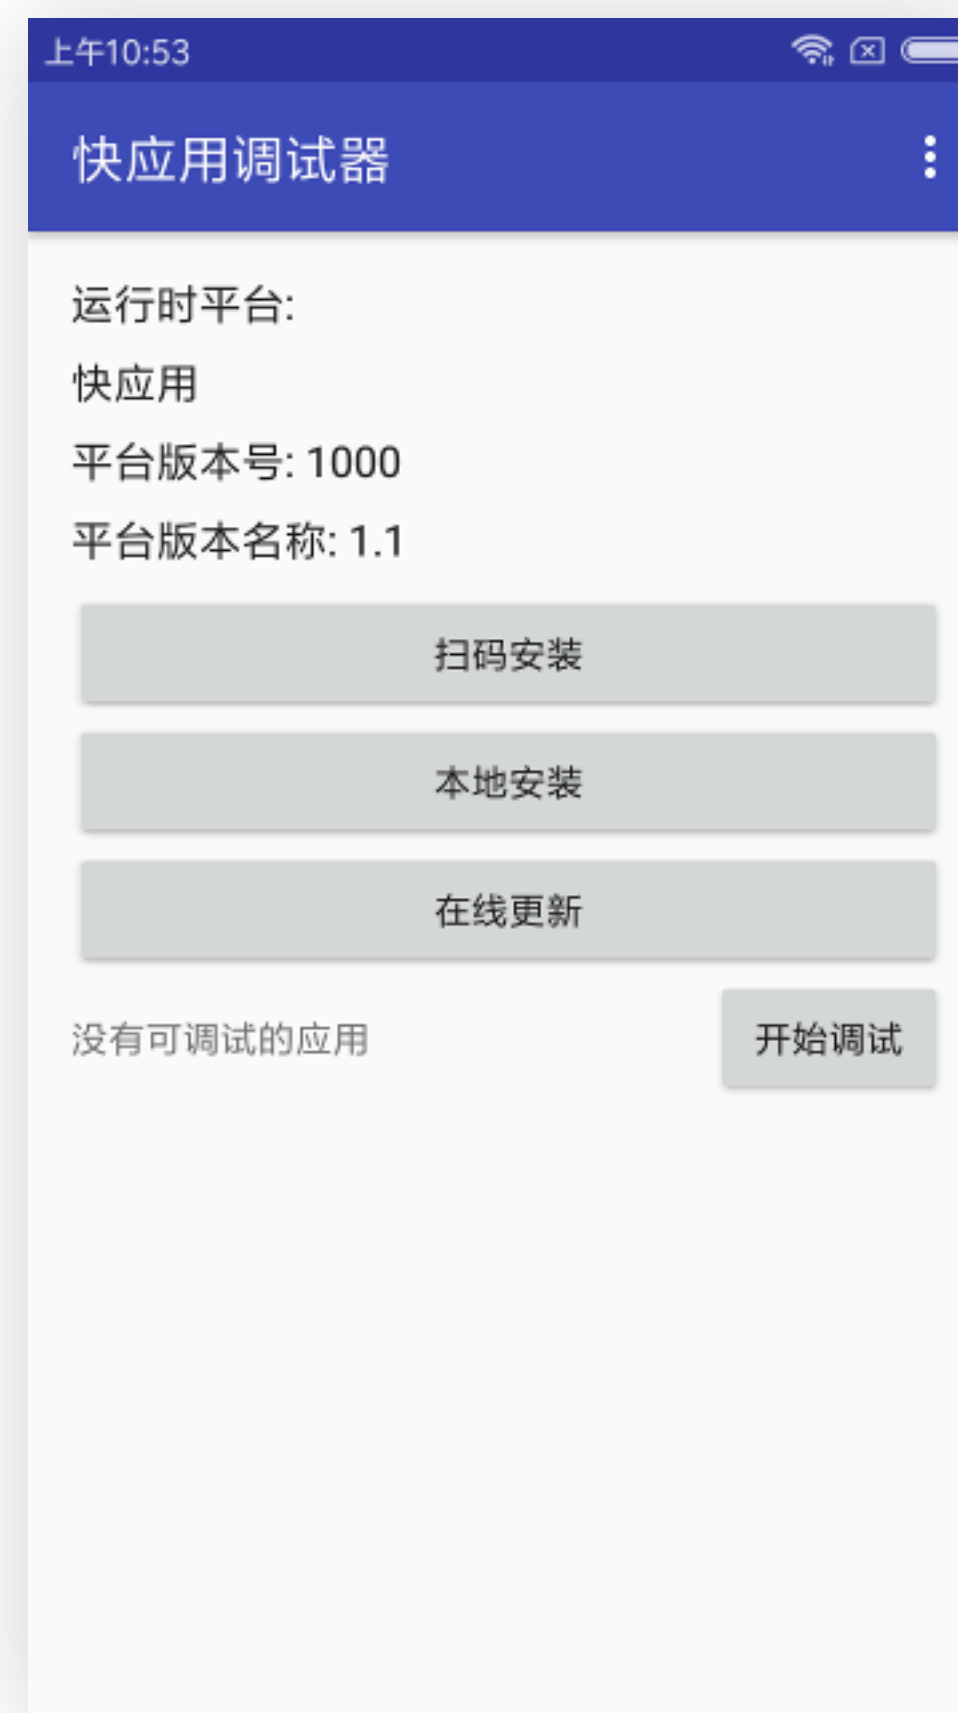 上午10:53
快应用调试器
运行时平台:
快应用
平台版本号: 1000
平台版本名称: 1.1
扫码安装
本地安装
在线更新
没有可调试的应用
开始调试